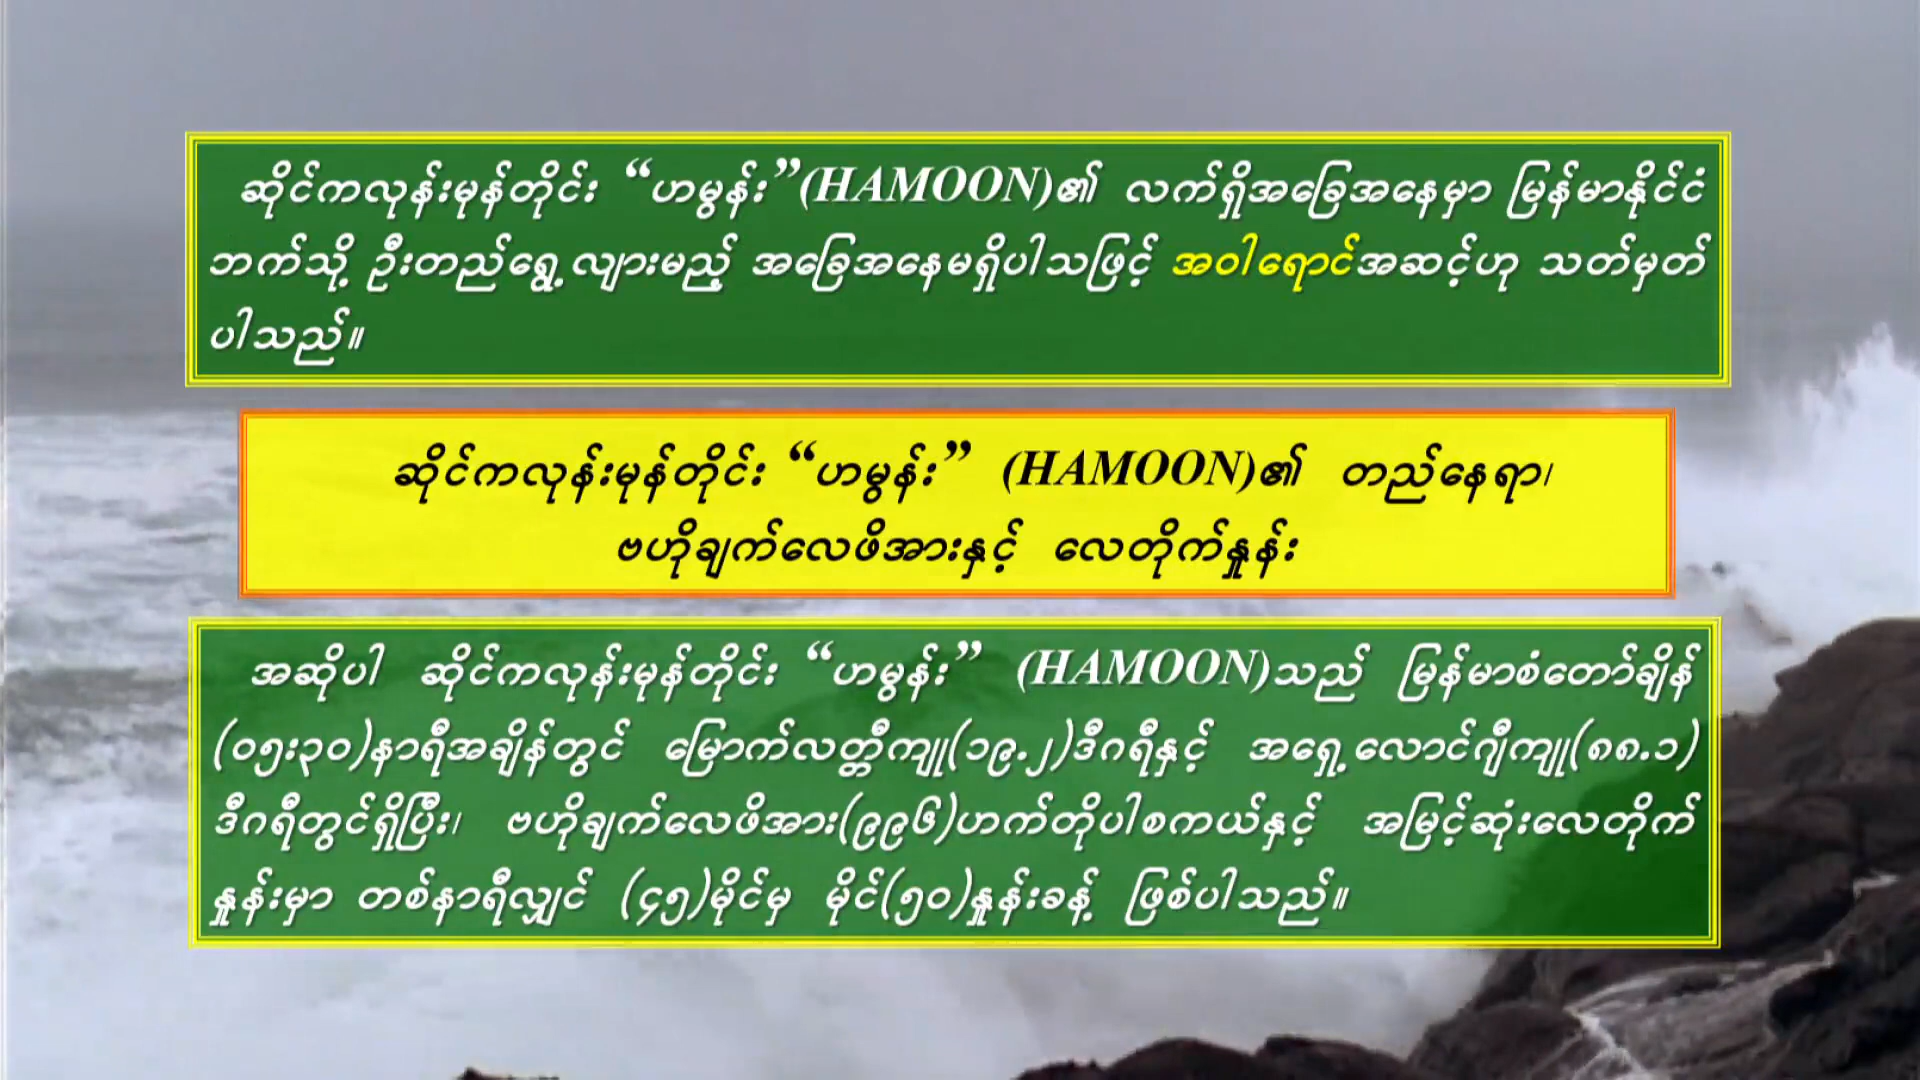 ဆိုင်ကလုန်းမုန်တိုင်း “ဟမွန်း”(HAMOON)၏ လက်ရှိအခြေအနေမှာ မြန်မာနိုင်ငံ
ဘက်သို့ ဦးတည်ရွေ့လျားမည့် အခြေအနေမရှိပါသဖြင့် အဝါရောင်အဆင့်ဟု သတ်မှတ်
ပါသည်။
ဆိုင်ကလုန်းမုန်တိုင်း “ဟမွန်း” (HAMOON)၏ တည်နေရာ၊
ဗဟိုချက်လေဖိအားနှင့် လေတိုက်နှုန်း
အဆိုပါ ဆိုင်ကလုန်းမုန်တိုင်း “ဟမွန်း” (HAMOON)သည် မြန်မာစံတော်ချိန်
(၀၅း၃၀)နာရီအချိန်တွင် မြောက်လတ္တီကျု(၁၉.၂)ဒီဂရီနှင့် အရှေ့လောင်ဂျီကျု(၈၈.၁)
ဒီဂရီတွင်ရှိပြီး၊ ဗဟိုချက်လေဖိအား(၉၉၆)ဟက်တိုပါစကယ်နှင့် အမြင့်ဆုံးလေတိုက်
နှုန်းမှာ တစ်နာရီလျှင် (၄၅)မိုင်မှ မိုင်(၅၀)နှုန်းခန့် ဖြစ်ပါသည်။